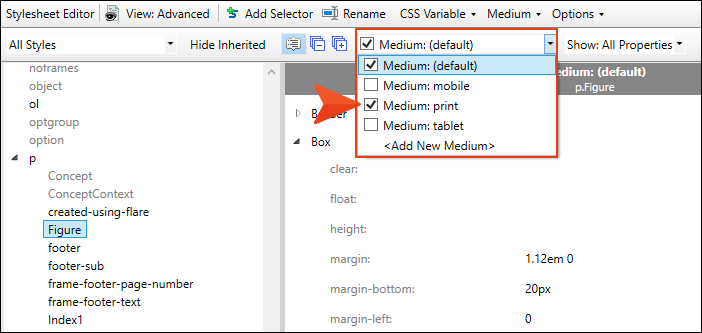 Stylesheet Editor View: Advanced Add Selector Rename CSS Variable Medium Options
All Styles Hide Inherited Medium: (default) Show: All Properties
Medium: (default)
Medium: mobile
Medium: print
Medium: tablet
<Add New Medium>
edium: (default)
p.Figure
noframes
object
ol
optgroup
option
p
Concept
ConceptContext
created-using-flare
Figure
footer
footer-sub
frame-footer-page-number
frame-footer-text
Index1
Border
Box
clear:
float:
height:
margin: 1.12em 0
margin-bottom: 20px
margin-left: 0